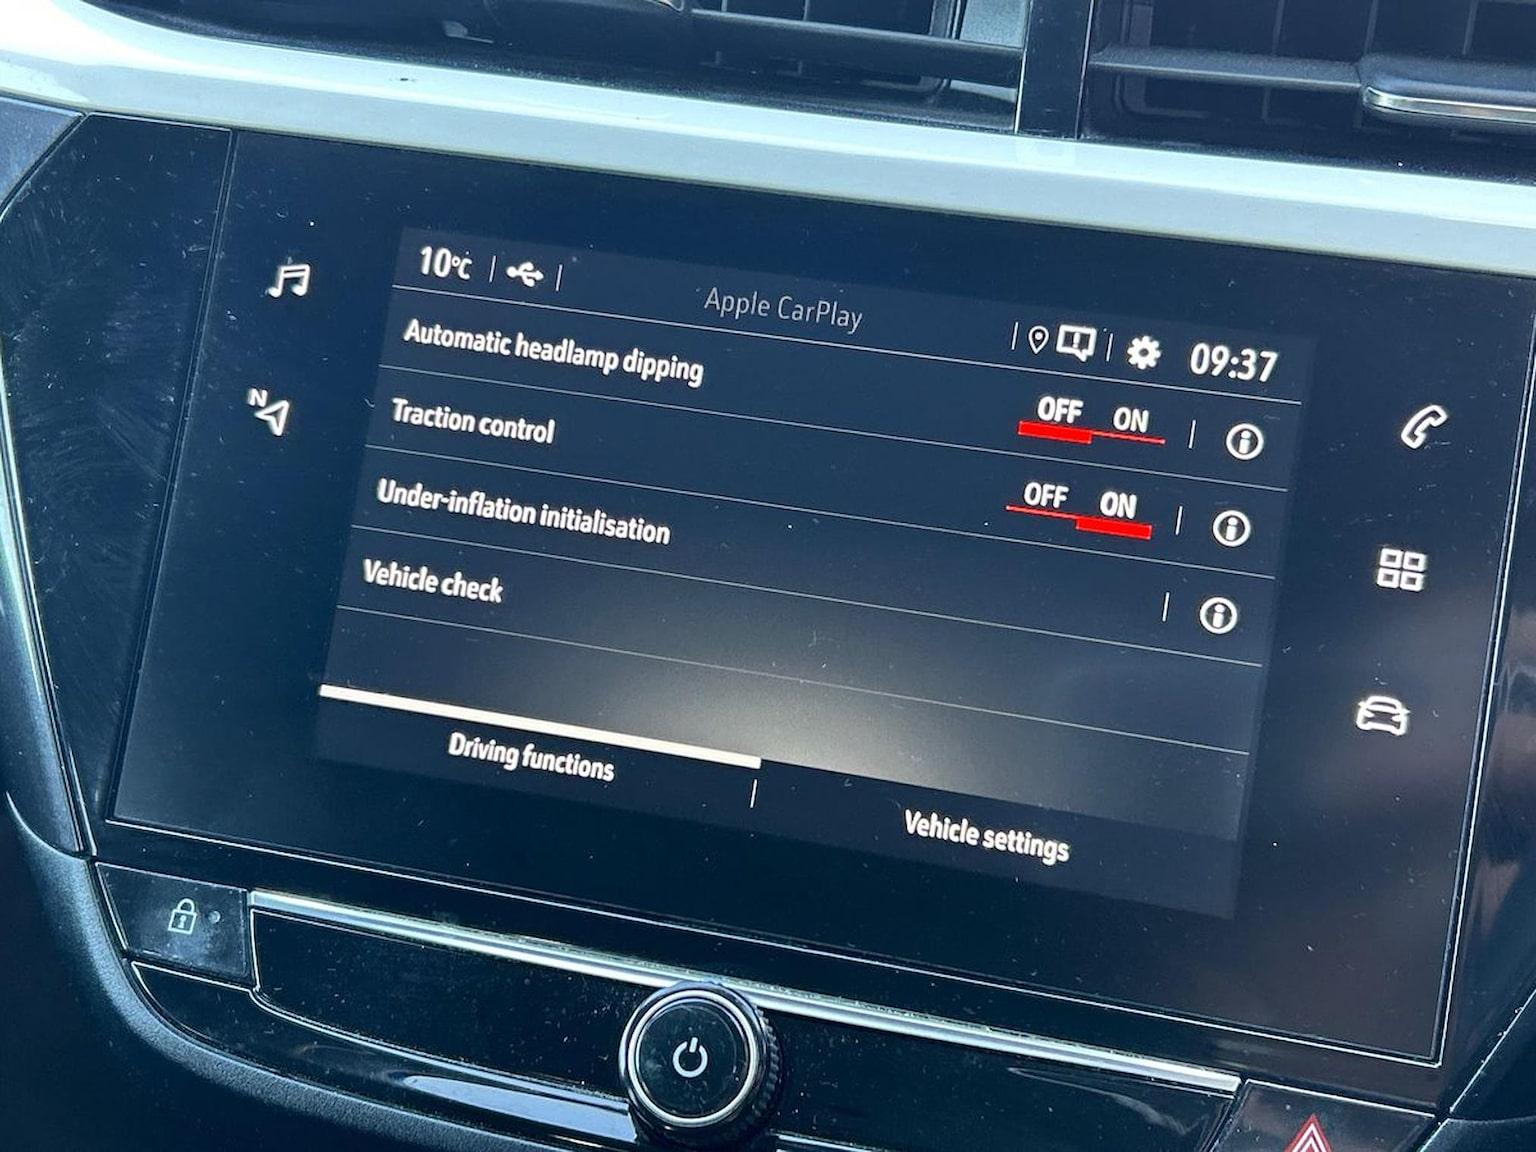 10°C
Apple CarPlay
09:37
Automatic headlamp dipping
OFF ON
Traction control
OFF ON
Under-inflation initialisation
Vehicle check
Driving functions
Vehicle settings
N